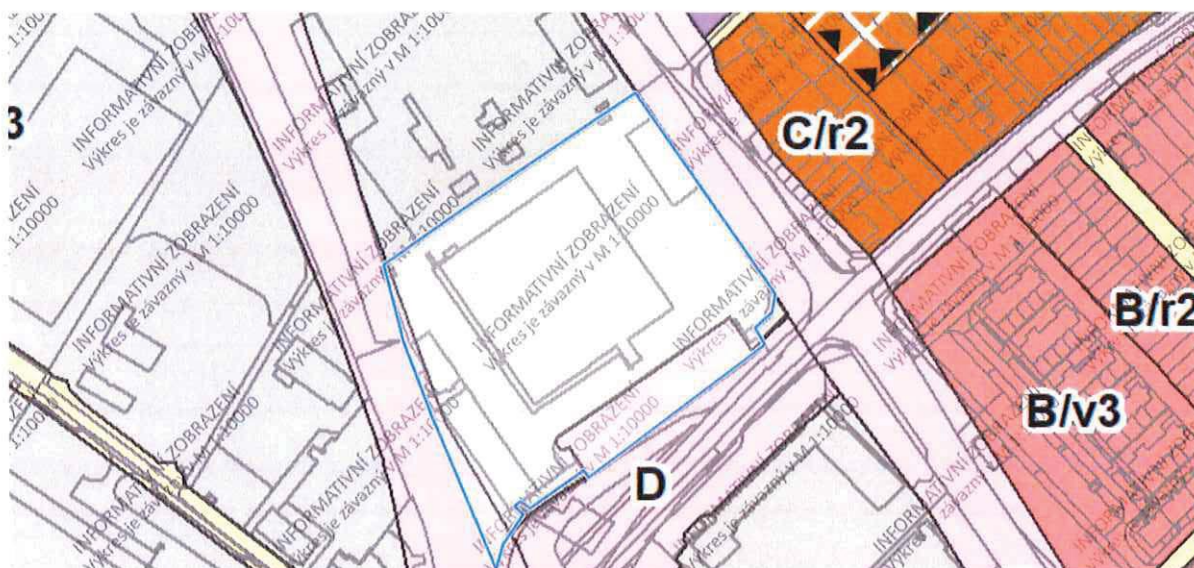 INFORMATIVNÍ ZOBRAZENÍ
Výkres je závazný v M 1:10000
3
C/r2
B/r2
B/v3
D